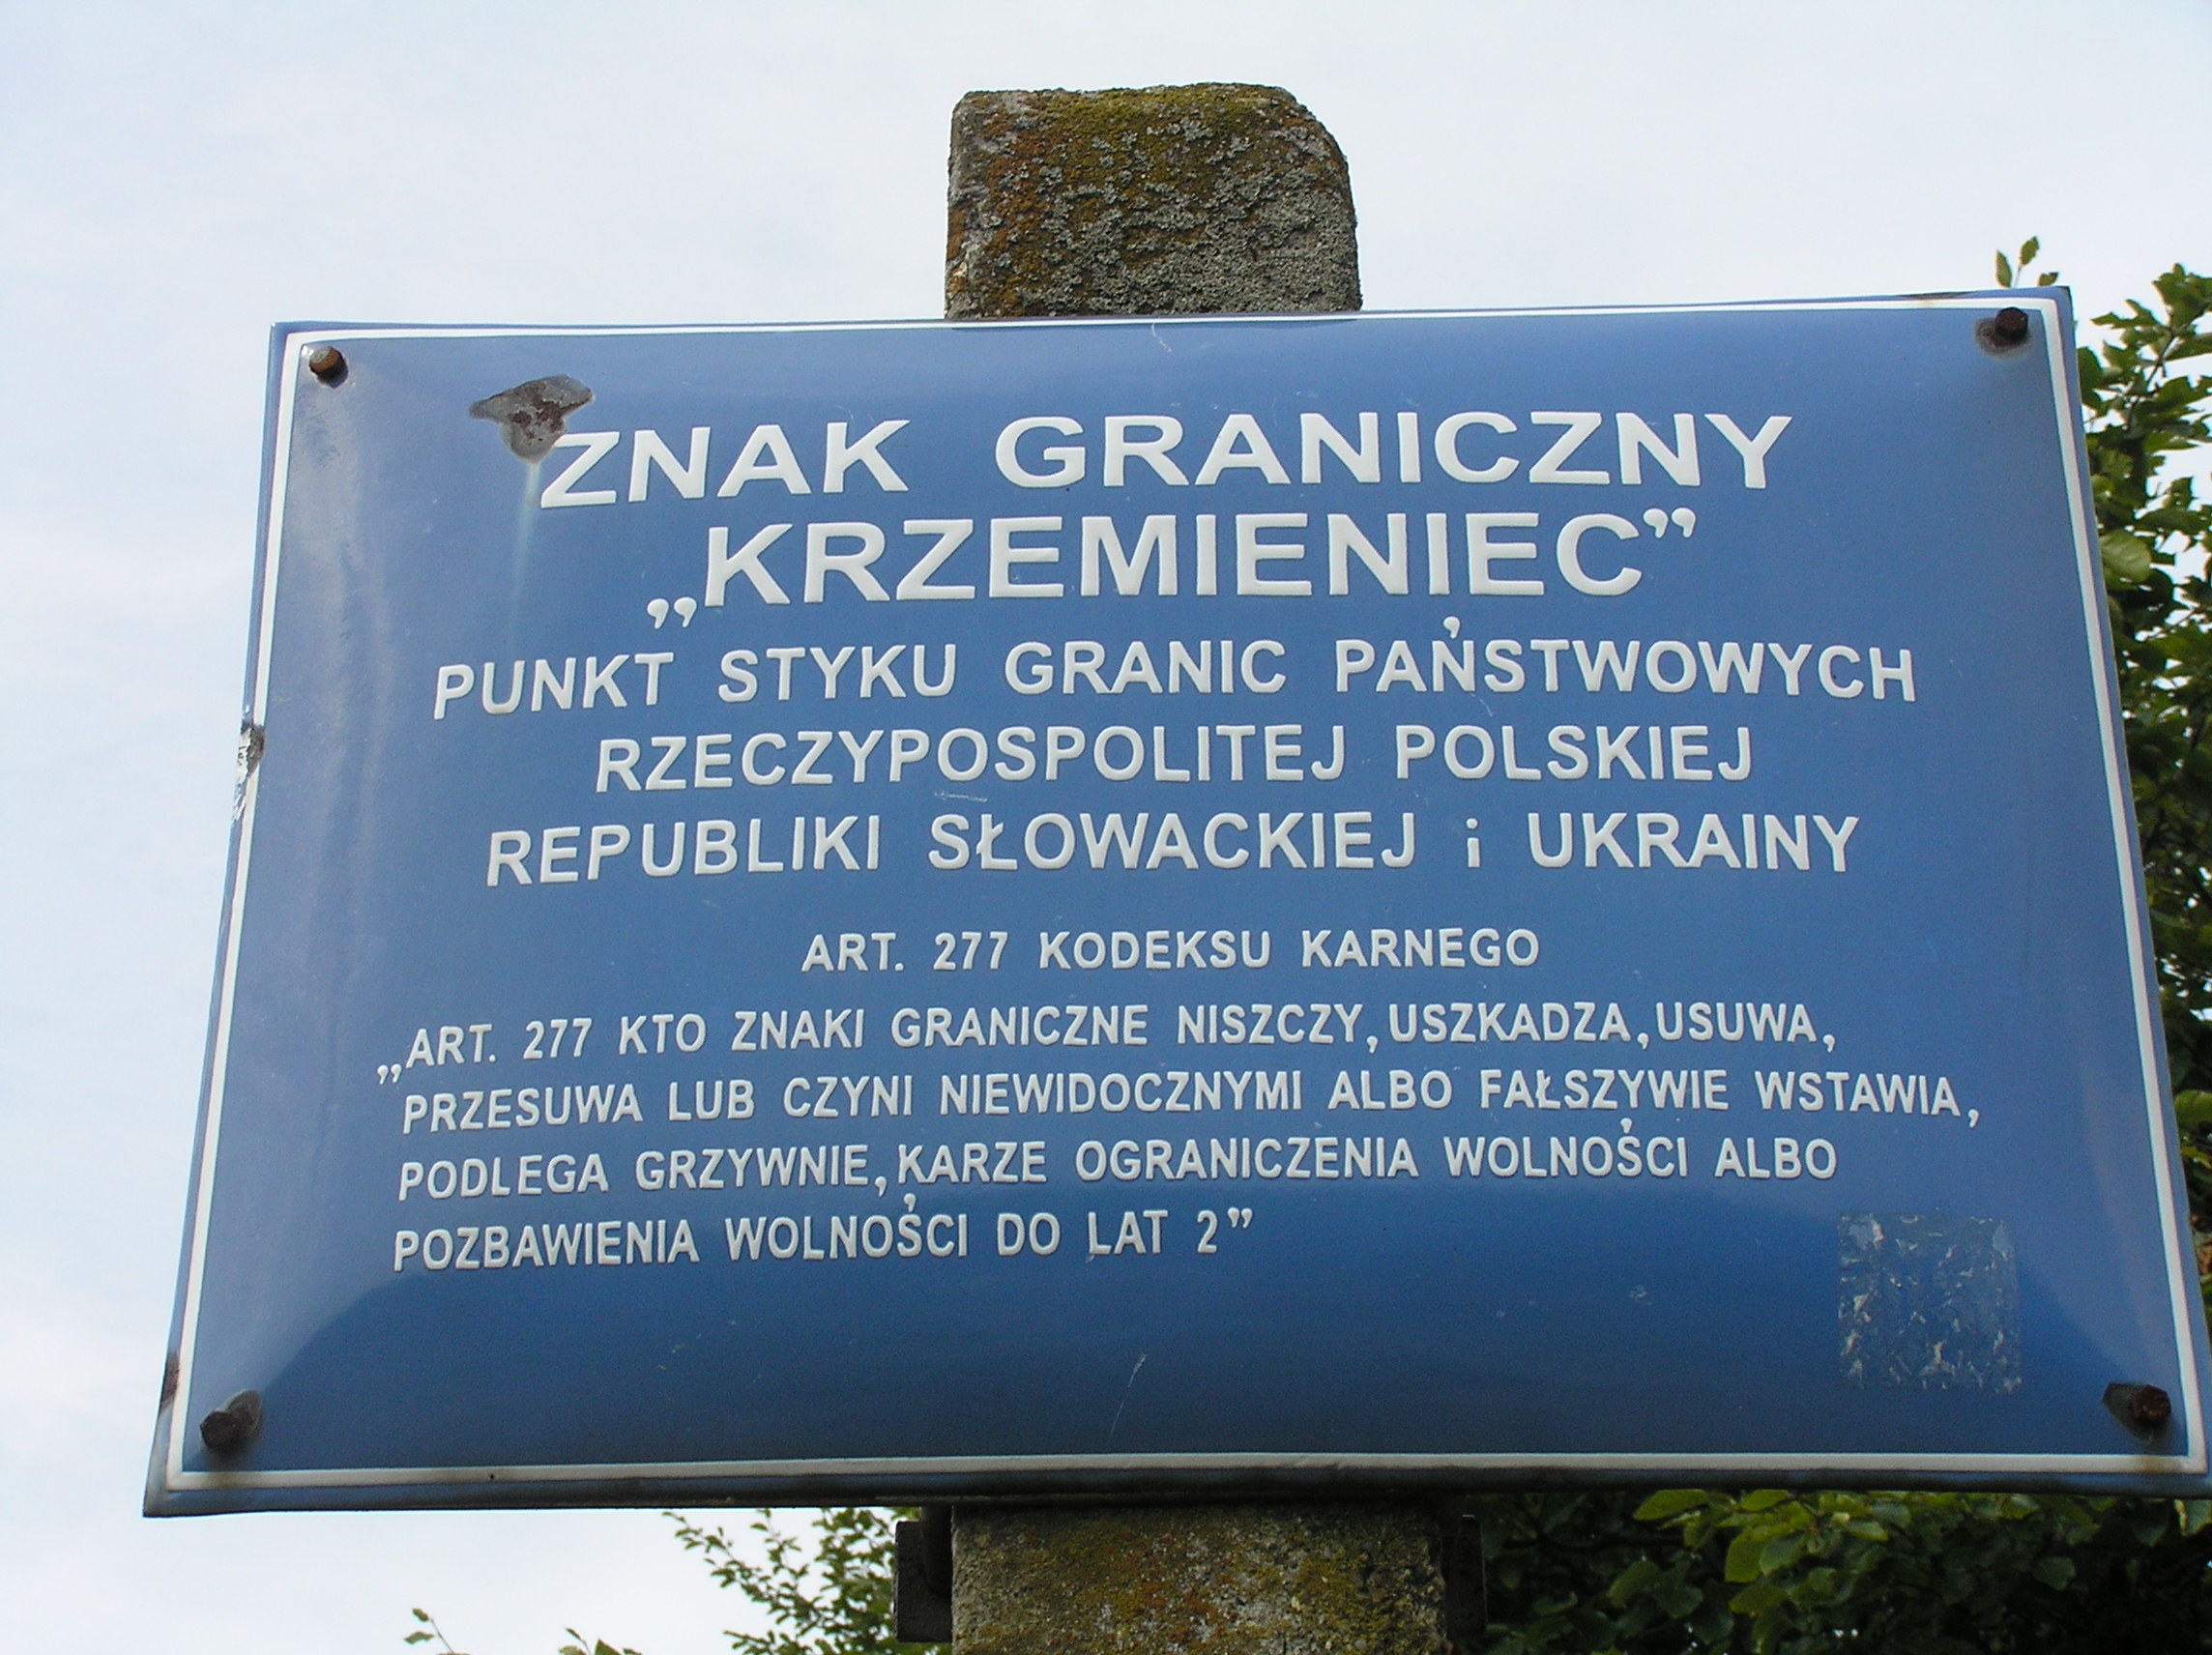 ZNAK GRANICZNY
„KRZEMIENIEC”
PUNKT STYKU GRANIC PAŃSTWOWYCH
RZECZYPOSPOLITEJ POLSKIEJ
REPUBLIKI SŁOWACKIEJ i UKRAINY
ART. 277 KODEKSU KARNEGO
„ART. 277 KTO ZNAKI GRANICZNE NISZCZY, USZKADZA, USUWA,
PRZESUWA LUB CZYNI NIEWIDOCZNYMI ALBO FAŁSZYWIE WSTAWIA,
PODLEGA GRZYWNIE, KARZE OGRANICZENIA WOLNOŚCI ALBO
POZBAWIENIA WOLNOŚCI DO LAT 2”